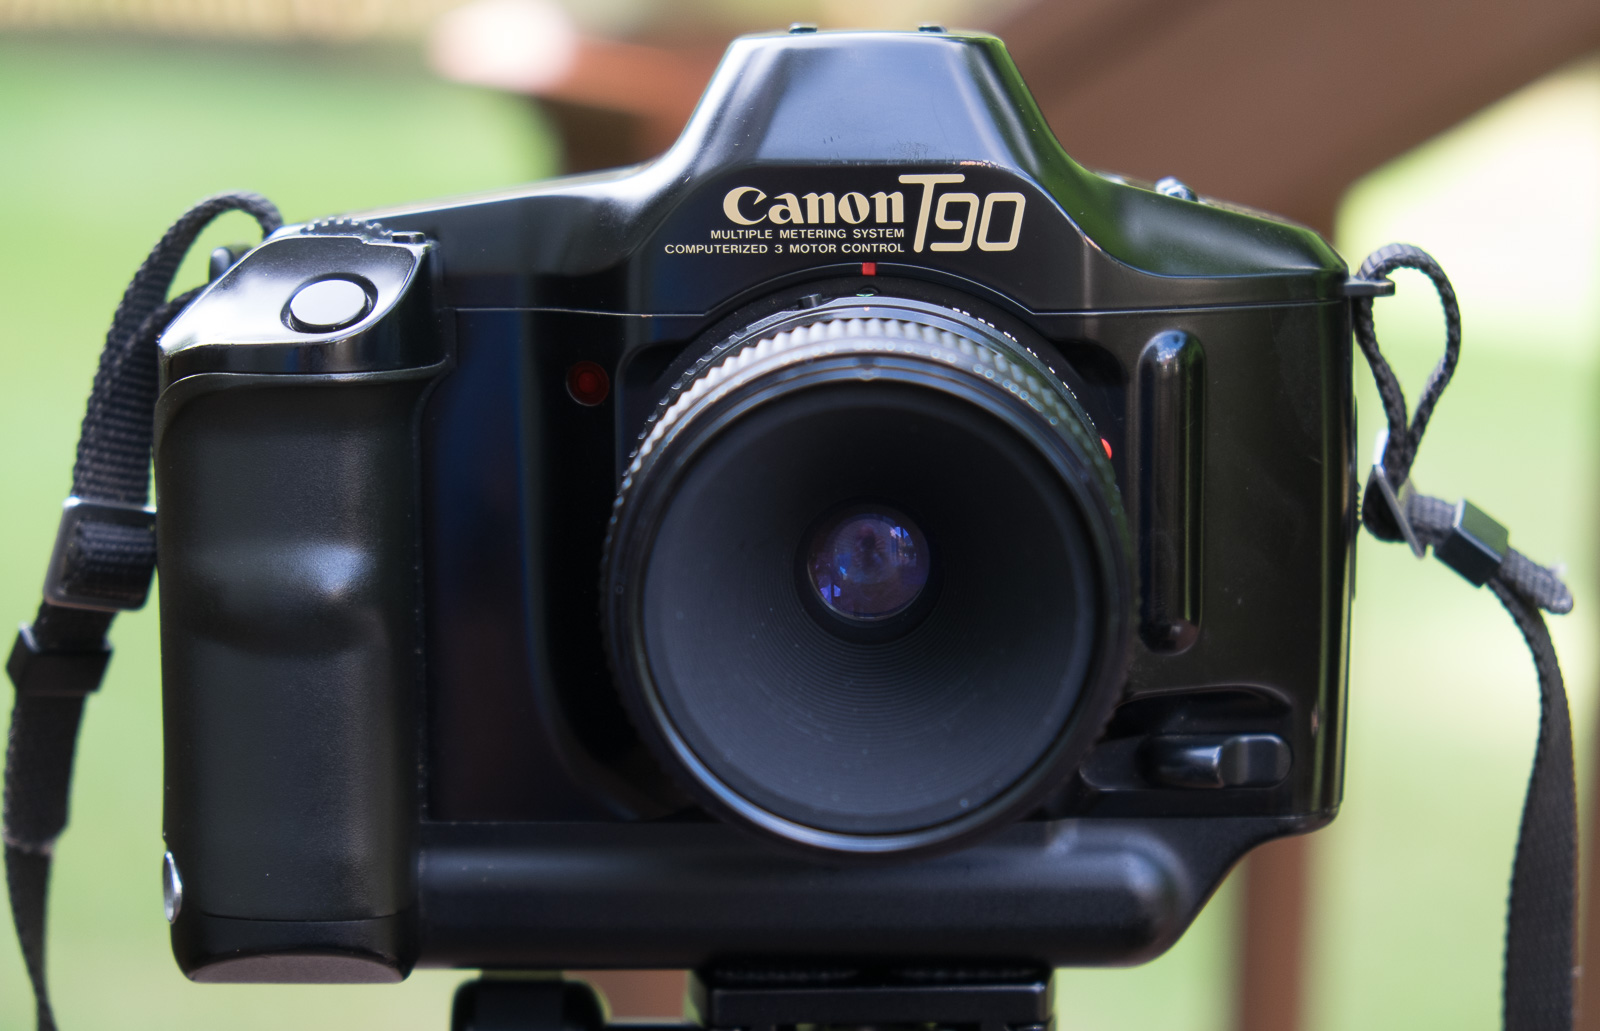 Canon T90
MULTIPLE METERING SYSTEM
COMPUTERIZED 3 MOTOR CONTROL